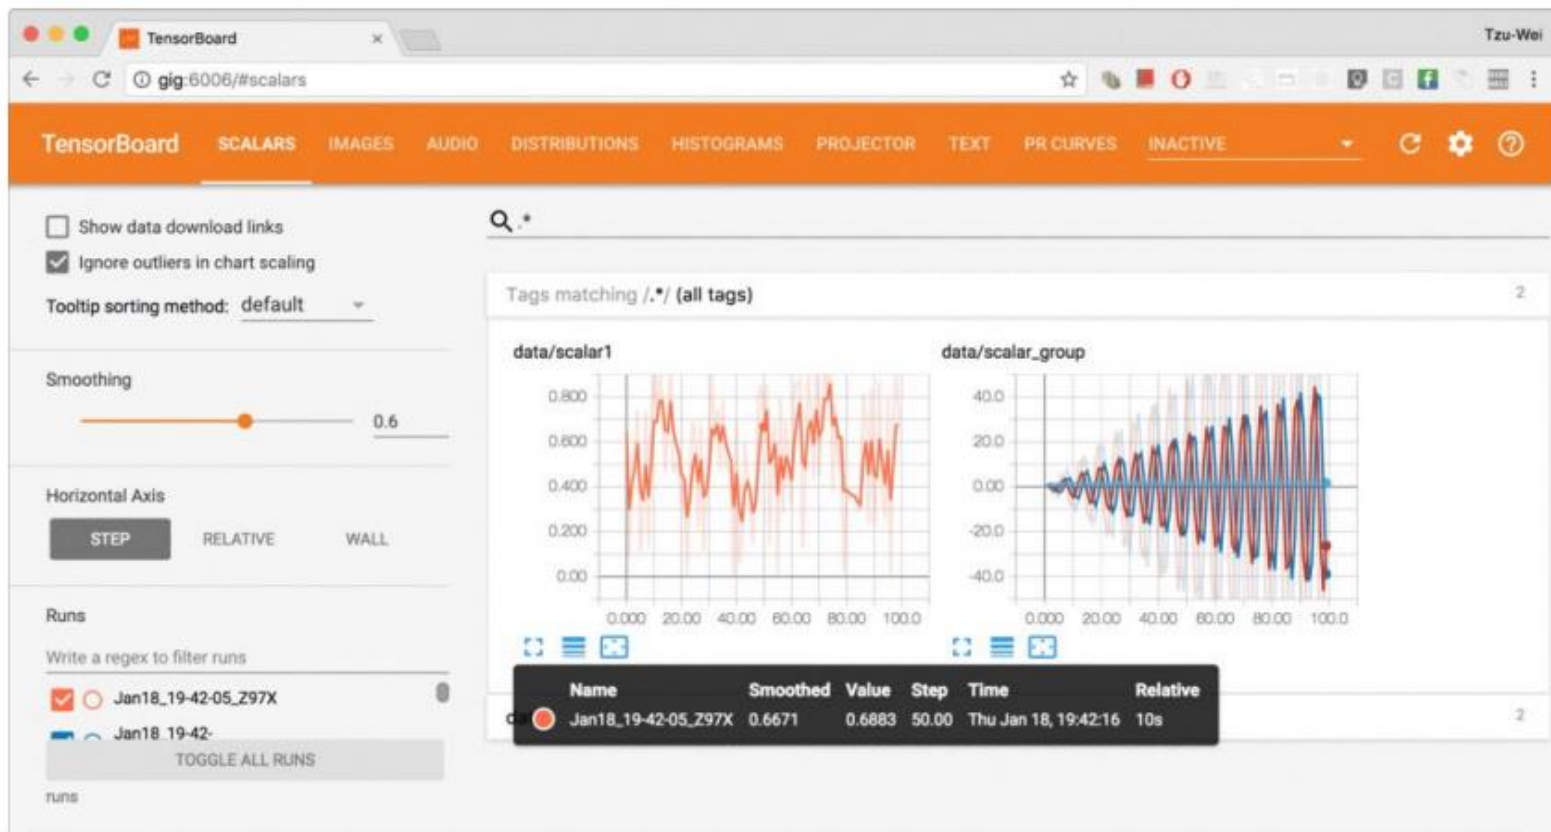 TensorBoard
Tzu-Wei
gig:6006/#scalars
TensorBoard SCALARS IMAGES AUDIO DISTRIBUTIONS HISTOGRAMS PROJECTOR TEXT PR CURVES INACTIVE
Show data download links
Ignore outliers in chart scaling
Tooltip sorting method: default
Smoothing
0.6
Horizontal Axis
STEP RELATIVE WALL
Runs
Write a regex to filter runs
Jan18_19-42-05_Z97X
Jan18_19-42-
TOGGLE ALL RUNS
runs
.*
Tags matching /.*/ (all tags) 2
data/scalar1
0.800
0.600
0.400
0.200
0.00
0.000 20.00 40.00 60.00 80.00 100.0
data/scalar_group
40.0
20.0
0.00
-20.0
-40.0
0.000 20.00 40.00 60.00 80.00 100.0
Name Smoothed Value Step Time Relative
Jan18_19-42-05_Z97X 0.6671 0.6883 50.00 Thu Jan 18, 19:42:16 10s
2